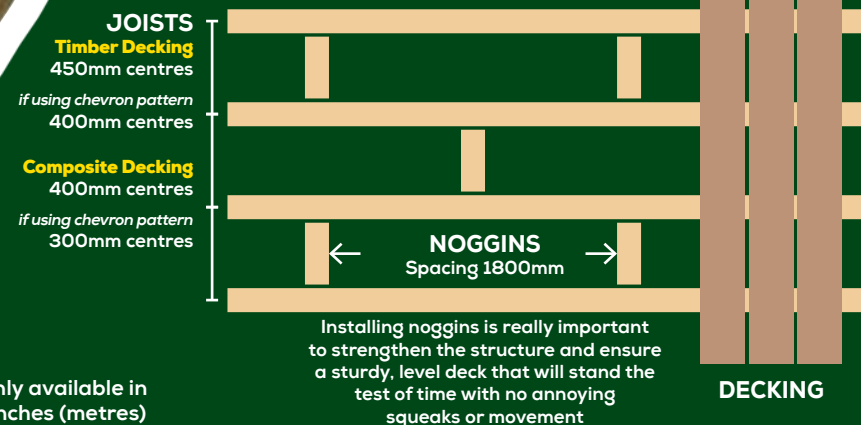 JOISTS
Timber Decking
450mm centres
if using chevron pattern
400mm centres
Composite Decking
400mm centres
if using chevron pattern
300mm centres
NOGGINS
Spacing 1800mm
Installing noggins is really important
to strengthen the structure and ensure
a sturdy, level deck that will stand the
test of time with no annoying
squeaks or movement
DECKING
available in
(metres)